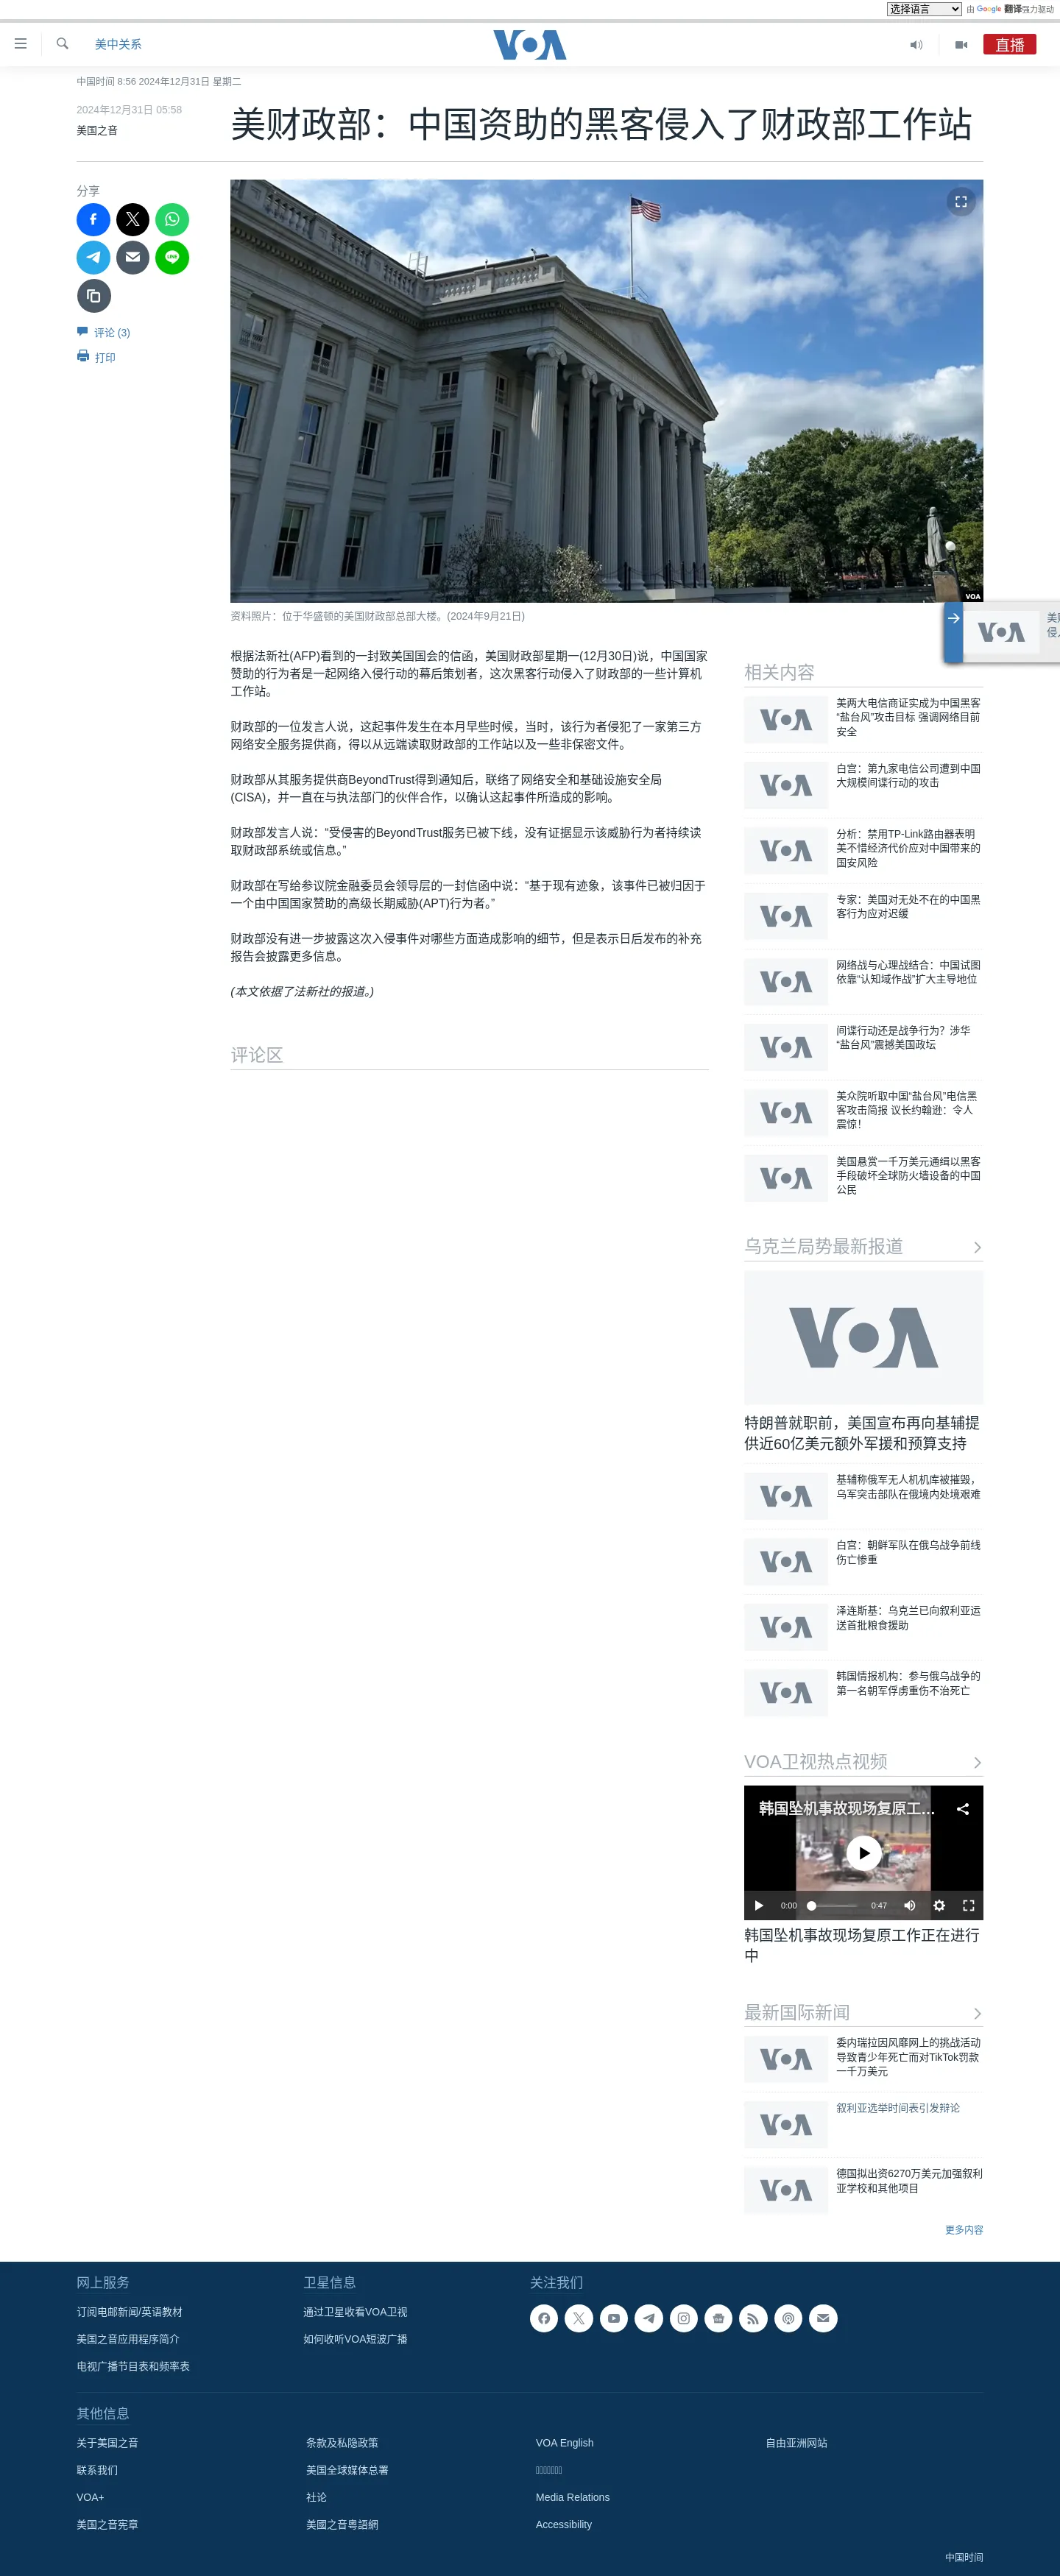 选择语言
由 Google 翻译强力驱动
美中关系
VOA
直播
中国时间 8:56 2024年12月31日 星期二
2024年12月31日 05:58
美国之音
美财政部：中国资助的黑客侵入了财政部工作站
分享
评论 (3)
打印
VOA
资料照片：位于华盛顿的美国财政部总部大楼。(2024年9月21日)
根据法新社(AFP)看到的一封致美国国会的信函，美国财政部星期一(12月30日)说，中国国家
赞助的行为者是一起网络入侵行动的幕后策划者，这次黑客行动侵入了财政部的一些计算机
工作站。
财政部的一位发言人说，这起事件发生在本月早些时候，当时，该行为者侵犯了一家第三方
网络安全服务提供商，得以从远端读取财政部的工作站以及一些非保密文件。
财政部从其服务提供商BeyondTrust得到通知后，联络了网络安全和基础设施安全局
(CISA)，并一直在与执法部门的伙伴合作，以确认这起事件所造成的影响。
财政部发言人说：“受侵害的BeyondTrust服务已被下线，没有证据显示该威胁行为者持续读
取财政部系统或信息。”
财政部在写给参议院金融委员会领导层的一封信函中说：“基于现有迹象，该事件已被归因于
一个由中国国家赞助的高级长期威胁(APT)行为者。”
财政部没有进一步披露这次入侵事件对哪些方面造成影响的细节，但是表示日后发布的补充
报告会披露更多信息。
(本文依据了法新社的报道。)
评论区
VOA
美财
侵入
相关内容
VOA
美两大电信商证实成为中国黑客
“盐台风”攻击目标 强调网络目前
安全
VOA
白宫：第九家电信公司遭到中国
大规模间谍行动的攻击
VOA
分析：禁用TP-Link路由器表明
美不惜经济代价应对中国带来的
国安风险
VOA
专家：美国对无处不在的中国黑
客行为应对迟缓
VOA
网络战与心理战结合：中国试图
依靠“认知域作战”扩大主导地位
VOA
间谍行动还是战争行为？涉华
“盐台风”震撼美国政坛
VOA
美众院听取中国“盐台风”电信黑
客攻击简报 议长约翰逊：令人
震惊！
VOA
美国悬赏一千万美元通缉以黑客
手段破坏全球防火墙设备的中国
公民
乌克兰局势最新报道
VOA
特朗普就职前，美国宣布再向基辅提
供近60亿美元额外军援和预算支持
VOA
基辅称俄军无人机机库被摧毁，
乌军突击部队在俄境内处境艰难
VOA
白宫：朝鲜军队在俄乌战争前线
伤亡惨重
VOA
泽连斯基：乌克兰已向叙利亚运
送首批粮食援助
VOA
韩国情报机构：参与俄乌战争的
第一名朝军俘虏重伤不治死亡
VOA卫视热点视频
韩国坠机事故现场复原工...
0:00
0:47
韩国坠机事故现场复原工作正在进行
中
最新国际新闻
VOA
委内瑞拉因风靡网上的挑战活动
导致青少年死亡而对TikTok罚款
一千万美元
VOA
叙利亚选举时间表引发辩论
VOA
德国拟出资6270万美元加强叙利
亚学校和其他项目
更多内容
网上服务
订阅电邮新闻/英语教材
美国之音应用程序简介
电视广播节目表和频率表
卫星信息
通过卫星收看VOA卫视
如何收听VOA短波广播
关注我们
其他信息
关于美国之音
联系我们
VOA+
美国之音宪章
条款及私隐政策
美国全球媒体总署
社论
美國之音粵語網
VOA English
Media Relations
Accessibility
自由亚洲网站
中国时间